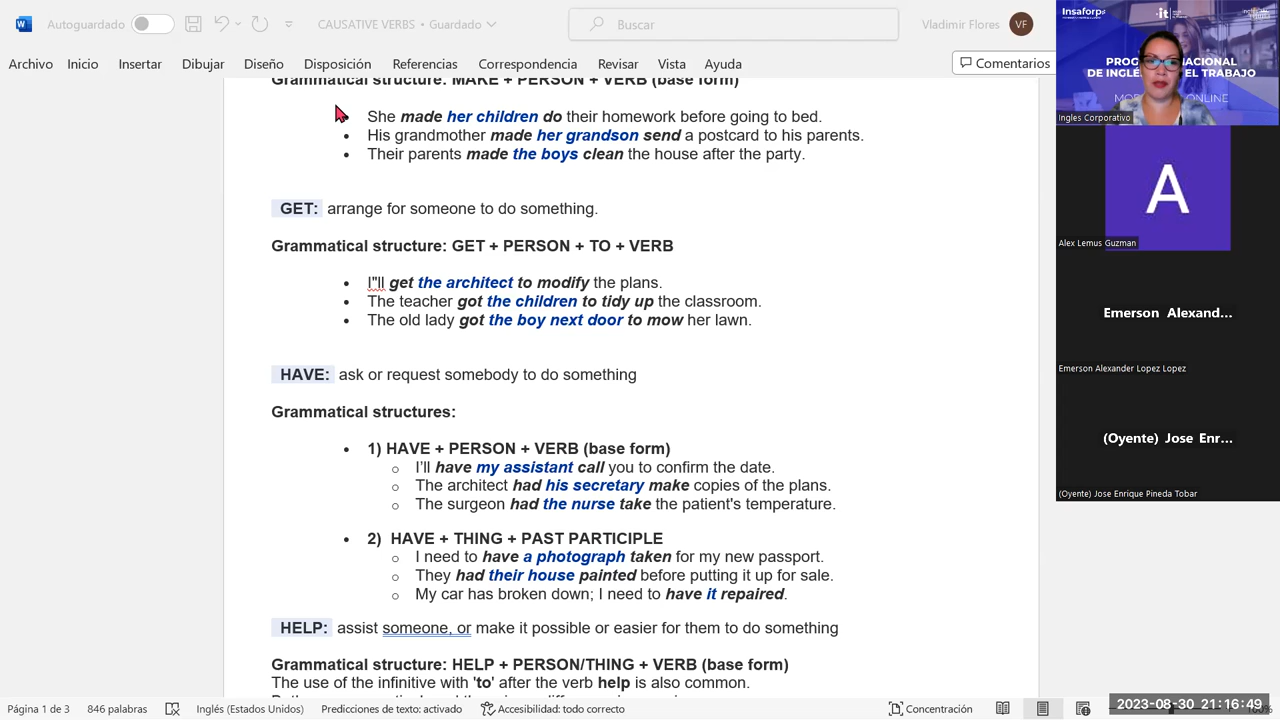 Autoguardado
CAUSATIVE VERBS • Guardado
Buscar
Vladimir Flores
VF
Archivo
Inicio
Insertar
Dibujar
Diseño
Disposición
Referencias
Correspondencia
Revisar
Vista
Ayuda
Comentarios
Grammatical structure: MAKE + PERSON + VERB (base form)
• She made her children do their homework before going to bed.
• His grandmother made her grandson send a postcard to his parents.
• Their parents made the boys clean the house after the party.
GET: arrange for someone to do something.
Grammatical structure: GET + PERSON + TO + VERB
• I"ll get the architect to modify the plans.
• The teacher got the children to tidy up the classroom.
• The old lady got the boy next door to mow her lawn.
HAVE: ask or request somebody to do something
Grammatical structures:
• 1) HAVE + PERSON + VERB (base form)
o I'll have my assistant call you to confirm the date.
o The architect had his secretary make copies of the plans.
o The surgeon had the nurse take the patient's temperature.
• 2) HAVE + THING + PAST PARTICIPLE
o I need to have a photograph taken for my new passport.
o They had their house painted before putting it up for sale.
o My car has broken down; I need to have it repaired.
HELP: assist someone, or make it possible or easier for them to do something
Grammatical structure: HELP + PERSON/THING + VERB (base form)
The use of the infinitive with 'to' after the verb help is also common.
Insaforp
it
Ingles Corporativo
A
Alex Lemus Guzman
Emerson Alexand...
Emerson Alexander Lopez Lopez
(Oyente) Jose Enr...
(Oyente) Jose Enrique Pineda Tobar
Página 1 de 3
846 palabras
Inglés (Estados Unidos)
Predicciones de texto: activado
Accesibilidad: todo correcto
Concentración
2023-08-30 21:16:49